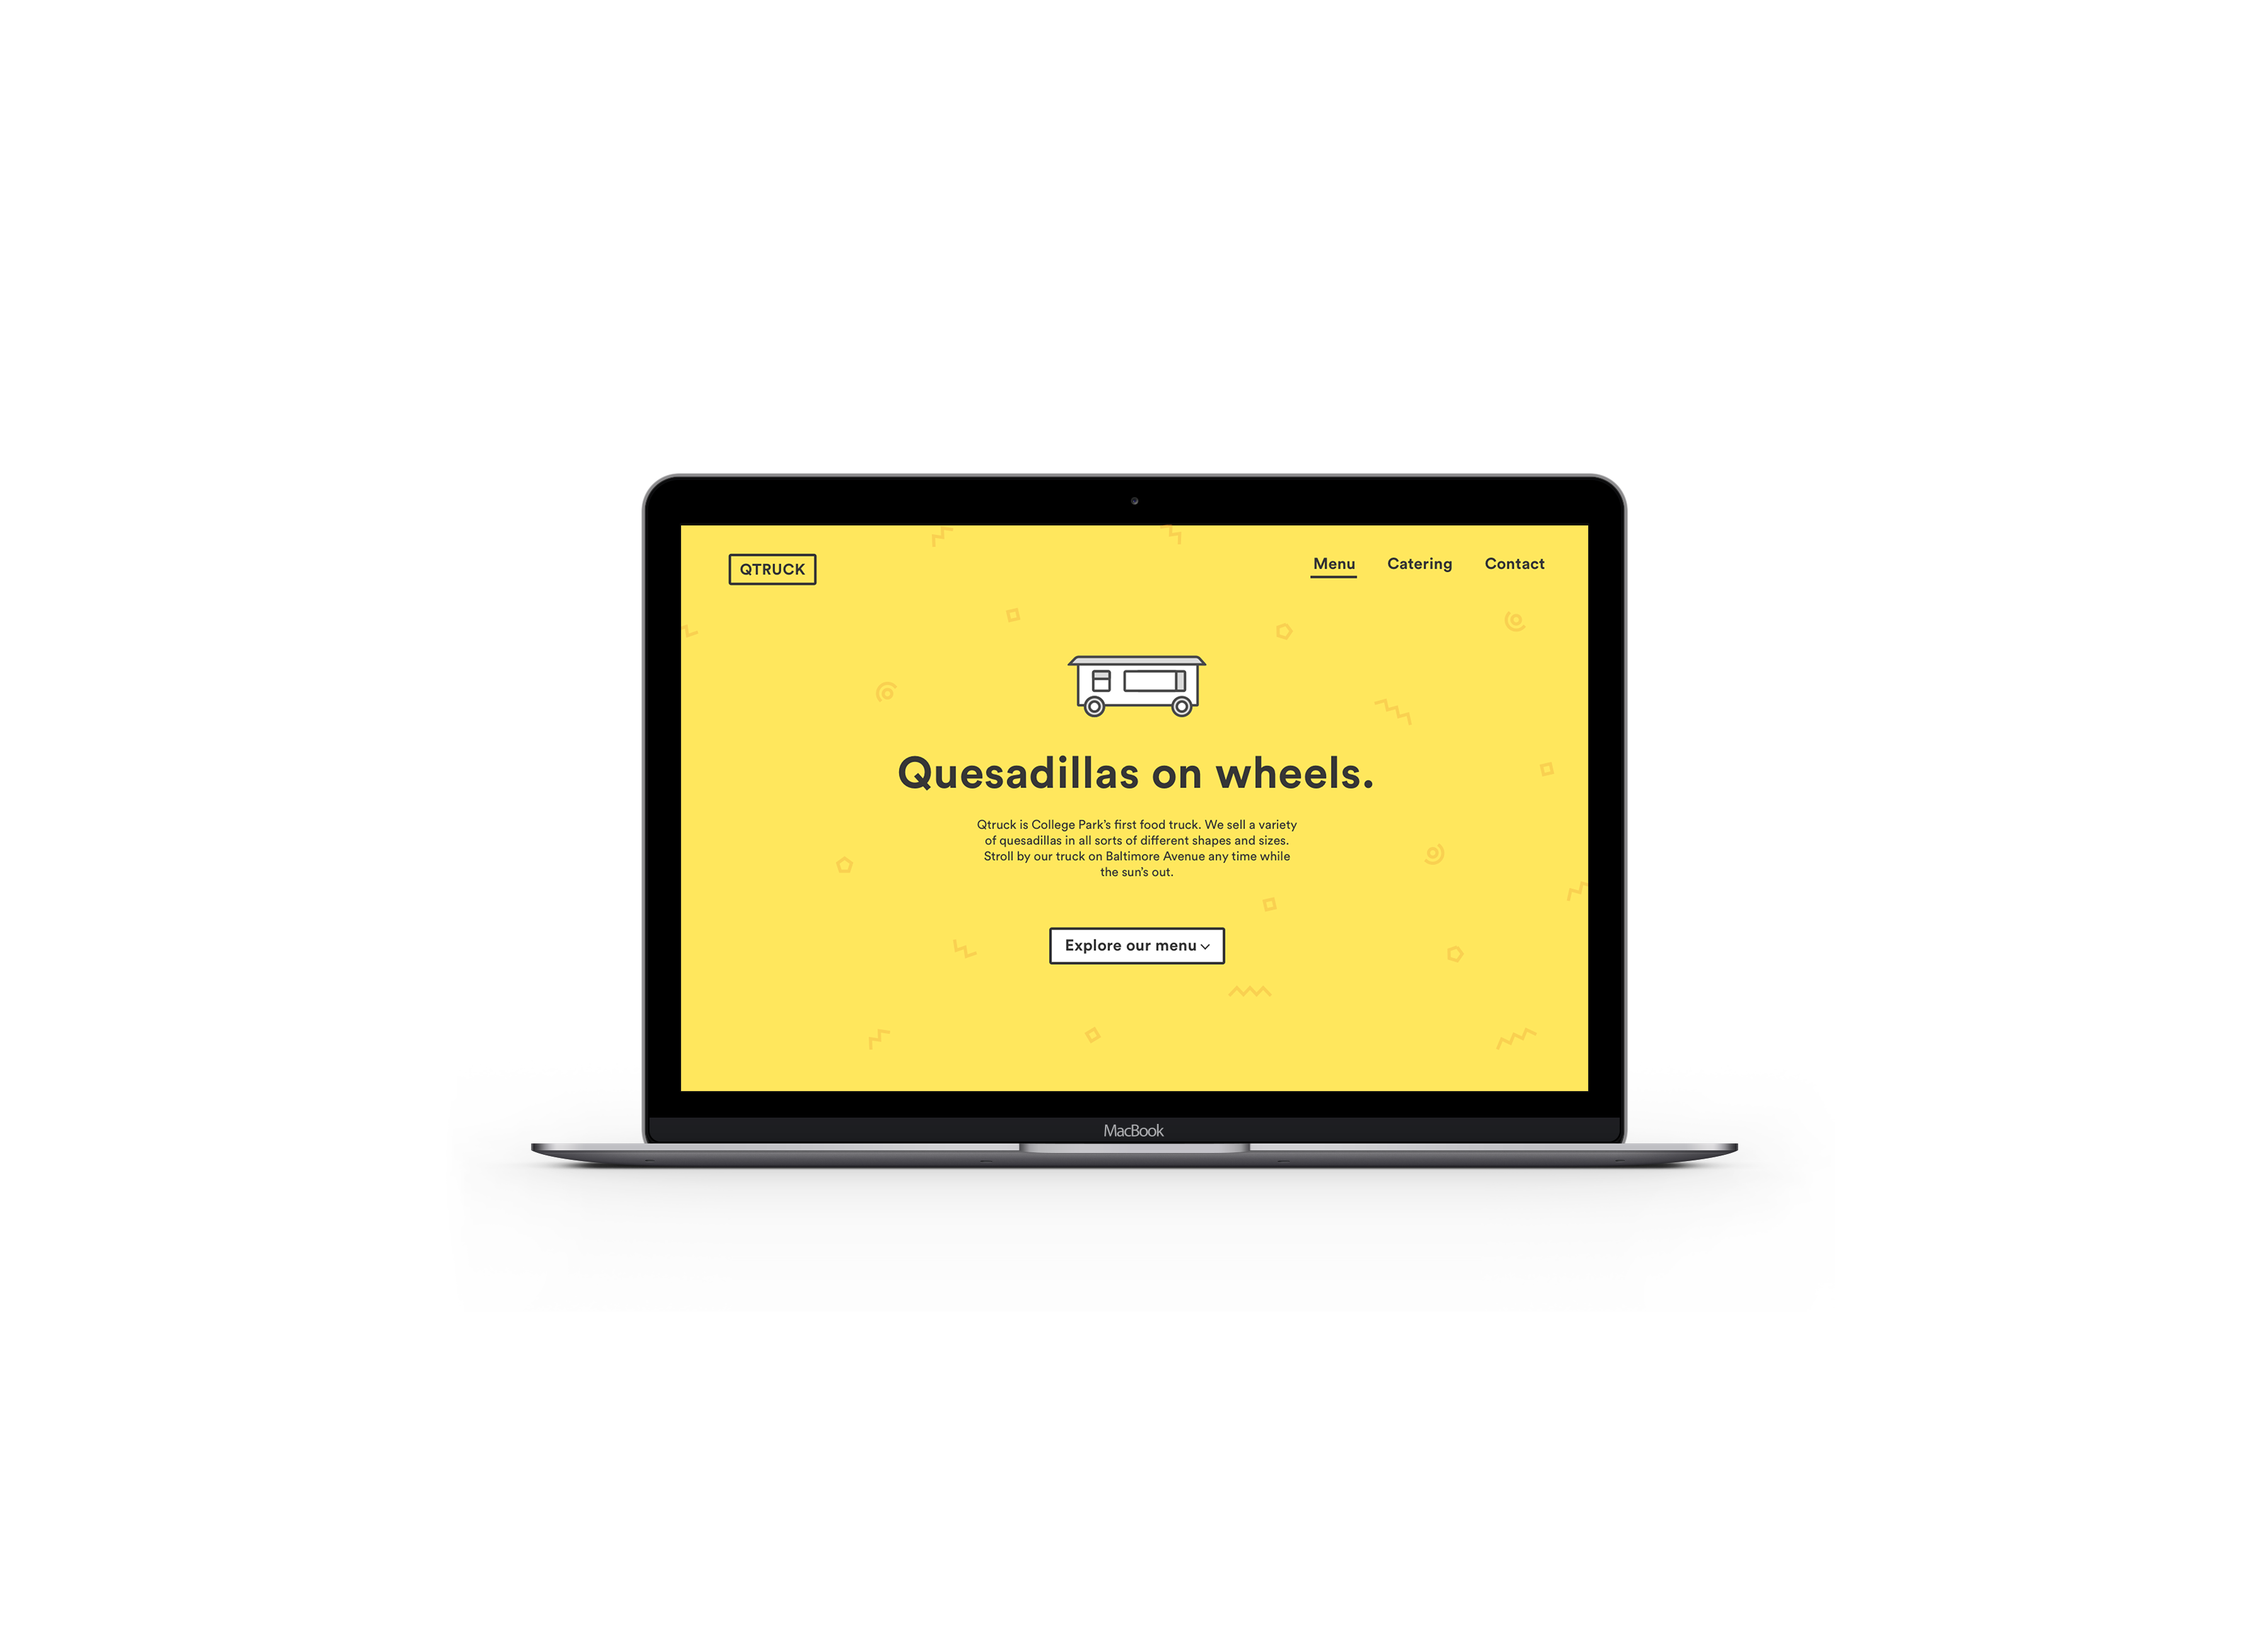 QTRUCK
Menu Catering Contact
Quesadillas on wheels.
Qtruck is College Park's first food truck. We sell a variety
of quesadillas in all sorts of different shapes and sizes.
Stroll by our truck on Baltimore Avenue any time while
the sun's out.
Explore our menu
MacBook